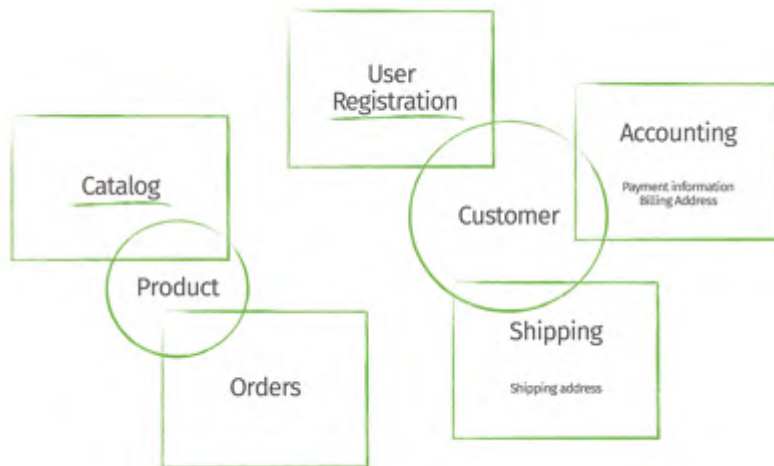 User
Registration
Accounting
Payment information
Billing Address
Catalog
Customer
Product
Shipping
Shipping address
Orders